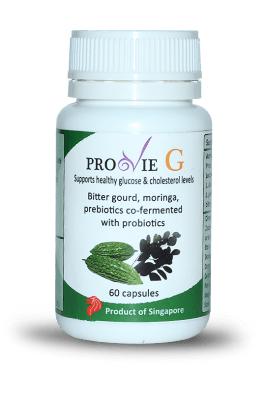 PROVIE G
Supports healthy glucose & cholesterol levels
Bitter gourd, moringa,
prebiotics co-fermented
with probiotics
60 capsules
Product of Singapore